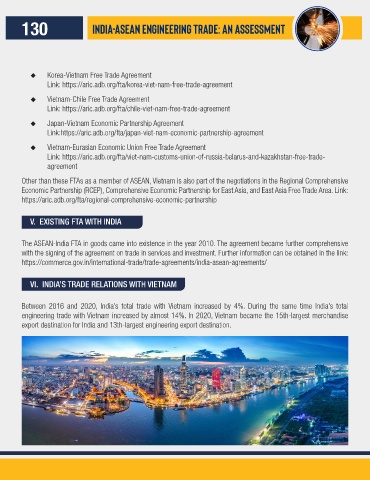 130
INDIA-ASEAN ENGINEERING TRADE: AN ASSESSMENT
◆ Korea-Vietnam Free Trade Agreement
Link: https://aric.adb.org/fta/korea-viet-nam-free-trade-agreement
◆ Vietnam-Chile Free Trade Agreement
Link: https://aric.adb.org/fta/chile-viet-nam-free-trade-agreement
◆ Japan-Vietnam Economic Partnership Agreement
Link:https://aric.adb.org/fta/japan-viet-nam-economic-partnership-agreement
◆ Vietnam-Eurasian Economic Union Free Trade Agreement
Link: https://aric.adb.org/fta/viet-nam-customs-union-of-russia-belarus-and-kazakhstan-free-trade-
agreement
Other than these FTAs as a member of ASEAN, Vietnam is also part of the negotiations in the Regional Comprehensive
Economic Partnership (RCEP), Comprehensive Economic Partnership for East Asia, and East Asia Free Trade Area. Link:
https://aric.adb.org/fta/regional-comprehensive-economic-partnership
V. EXISTING FTA WITH INDIA
The ASEAN-India FTA in goods came into existence in the year 2010. The agreement became further comprehensive
with the signing of the agreement on trade in services and investment. Further information can be obtained in the link:
https://commerce.gov.in/international-trade/trade-agreements/india-asean-agreements/
VI. INDIA'S TRADE RELATIONS WITH VIETNAM
Between 2016 and 2020, India's total trade with Vietnam increased by 4%. During the same time India's total
engineering trade with Vietnam increased by almost 14%. In 2020, Vietnam became the 15th-largest merchandise
export destination for India and 13th-largest engineering export destination.